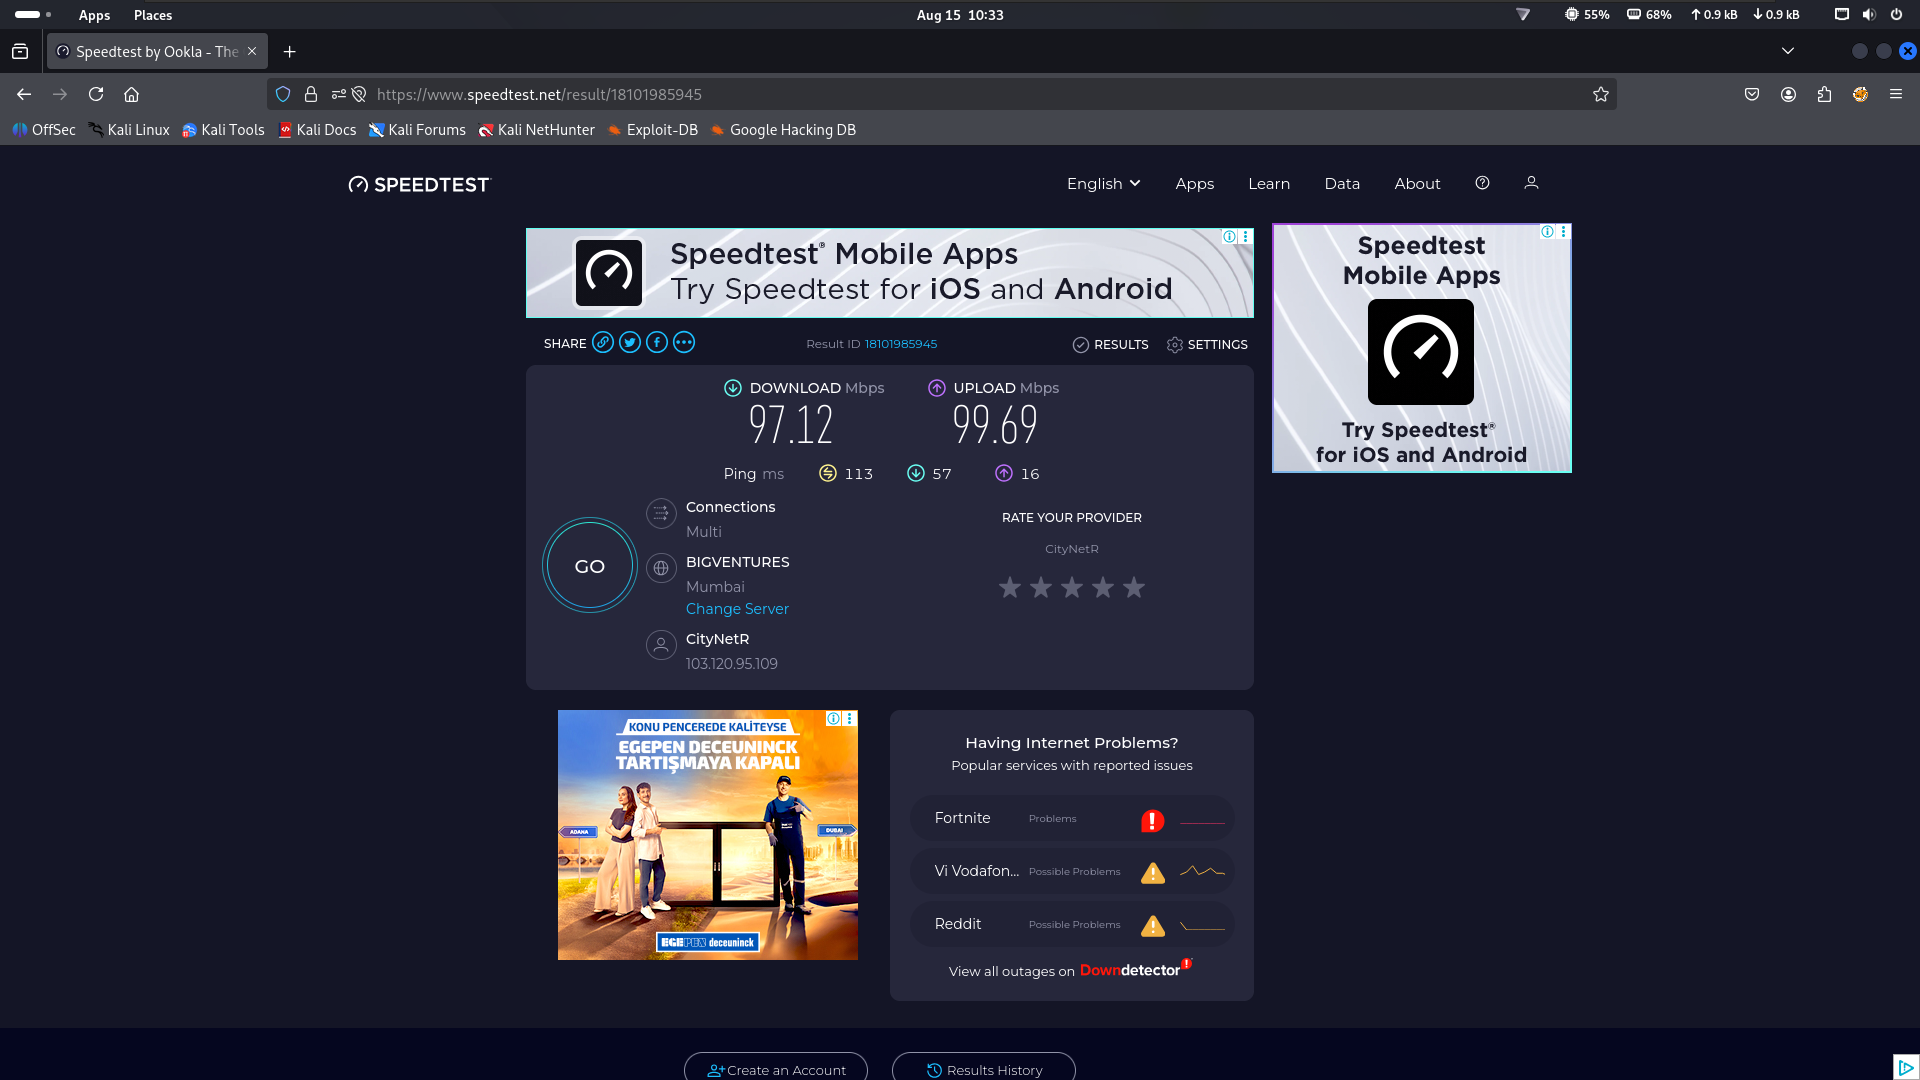 Apps Places Aug 15 10:33 55% 68% 0.9 kB 0.9 kB
Speedtest by Ookla - The
https://www.speedtest.net/result/18101985945
OffSec Kali Linux Kali Tools Kali Docs Kali Forums Kali NetHunter Exploit-DB Google Hacking DB
SPEEDTEST English Apps Learn Data About
Speedtest® Mobile Apps
Try Speedtest for iOS and Android
Speedtest
Mobile Apps
Try Speedtest®
for iOS and Android
SHARE Result ID 18101985945 RESULTS SETTINGS
DOWNLOAD Mbps UPLOAD Mbps
97.12 99.69
Ping ms 113 57 16
GO
Connections
Multi
BIGVENTURES
Mumbai
Change Server
CityNetR
103.120.95.109
RATE YOUR PROVIDER
CityNetR
KONU PENCEREDE KALİTEYSE
EGEPEN DECEUNINCK
TARTIŞMAYA KAPALI
ADANA DUBAI
EGEPEN deceuninck
Having Internet Problems?
Popular services with reported issues
Fortnite Problems
Vi Vodafon... Possible Problems
Reddit Possible Problems
View all outages on Downdetector
Create an Account Results History